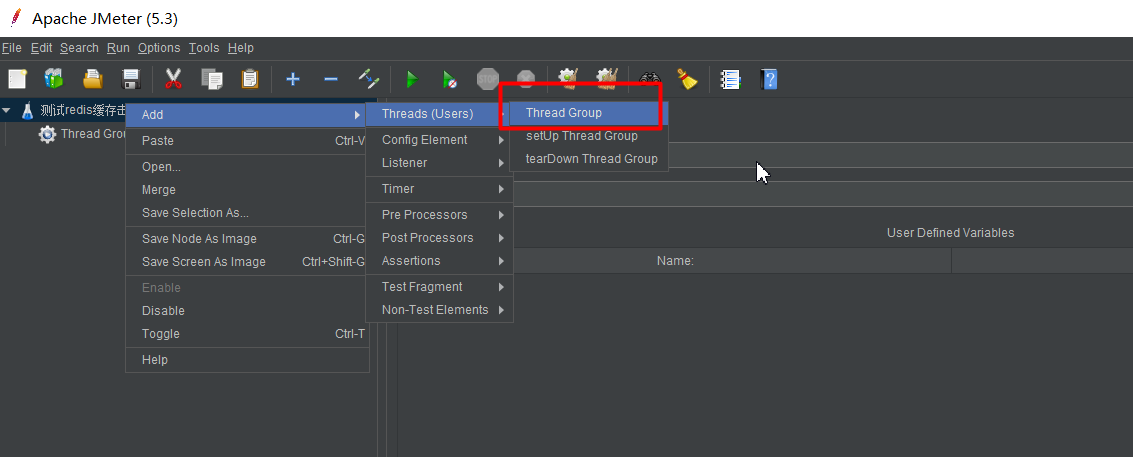 Apache JMeter (5.3)
File Edit Search Run Options Tools Help
测试redis缓存击
Thread Grou
Add
Paste Ctrl-V
Open...
Merge
Save Selection As...
Save Node As Image Ctrl-G
Save Screen As Image Ctrl+Shift-G
Enable
Disable
Toggle Ctrl-T
Help
Threads (Users)
Config Element
Listener
Timer
Pre Processors
Post Processors
Assertions
Test Fragment
Non-Test Elements
Thread Group
setUp Thread Group
tearDown Thread Group
User Defined Variables
Name: